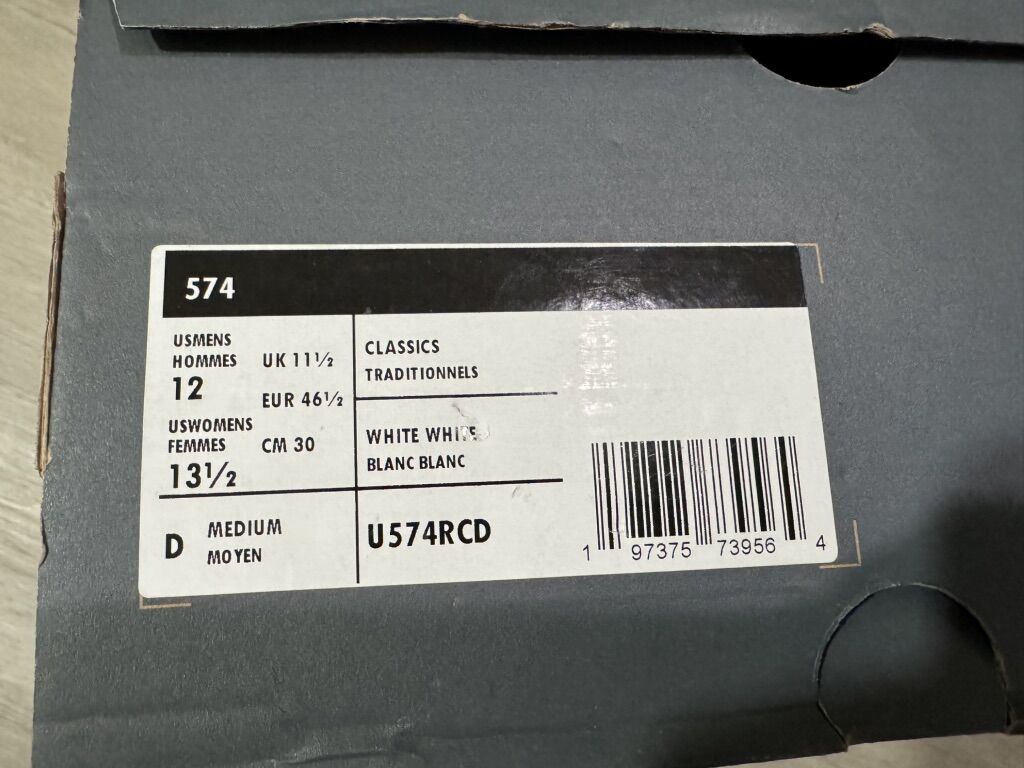 574
USMENS
HOMMES
12
UK 11½
EUR 46½
USWOMENS
FEMMES
13½
CM 30
CLASSICS
TRADITIONNELS
WHITE WHITE
BLANC BLANC
D
MEDIUM
MOYEN
U574RCD
1 97375 73956 4